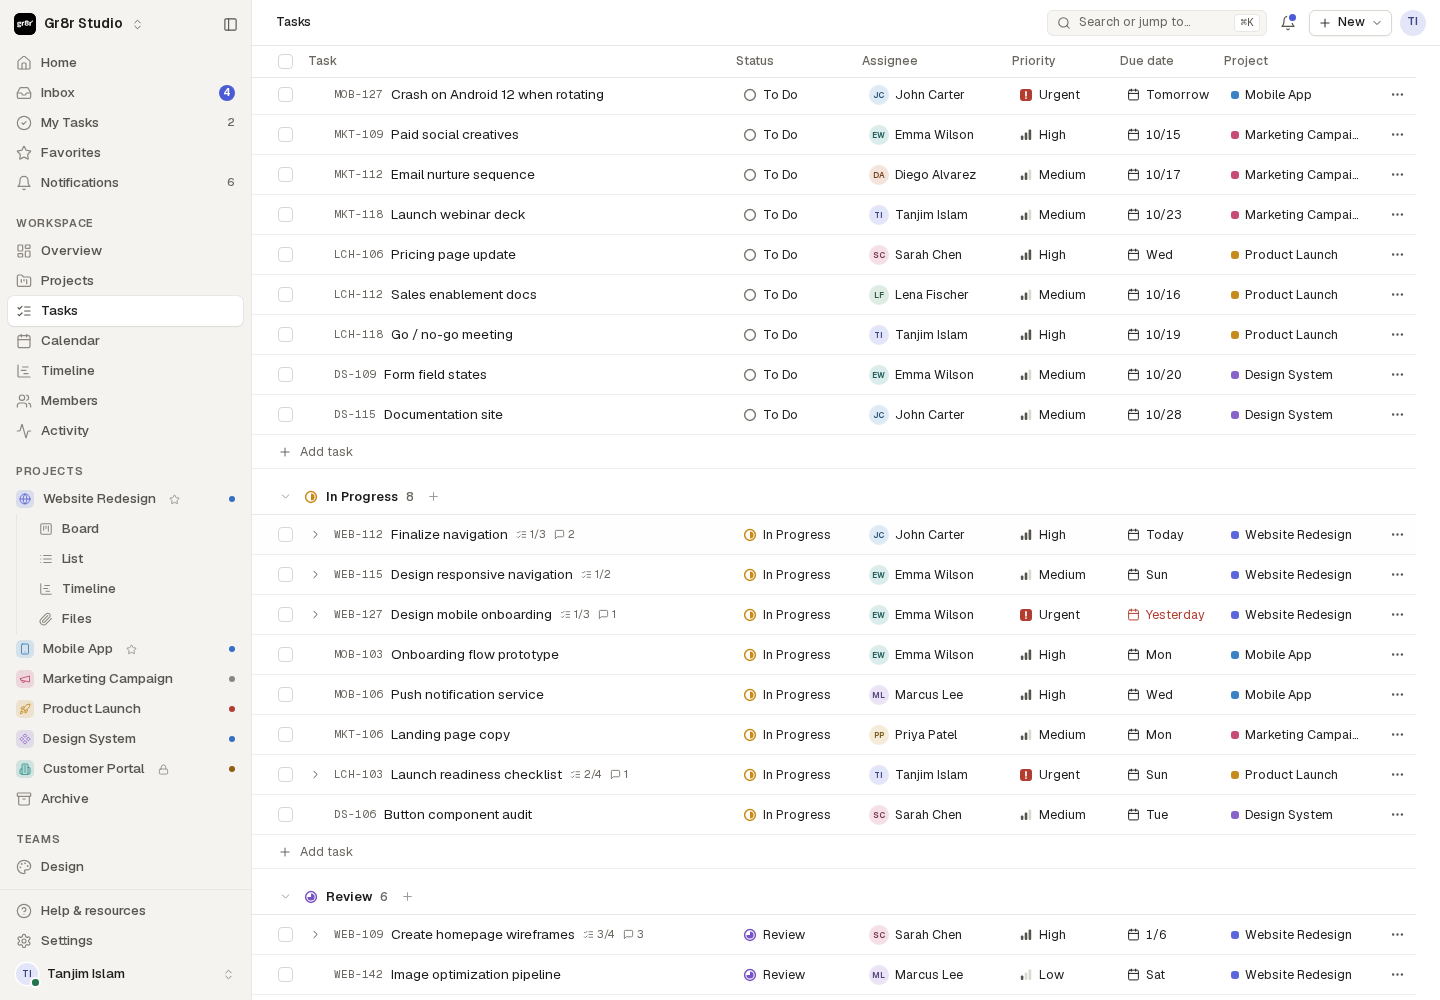 gr8r Gr8r Studio
Home
Inbox 4
My Tasks 2
Favorites
Notifications 6
WORKSPACE
Overview
Projects
Tasks
Calendar
Timeline
Members
Activity
PROJECTS
Website Redesign
Board
List
Timeline
Files
Mobile App
Marketing Campaign
Product Launch
Design System
Customer Portal
Archive
TEAMS
Design
Help & resources
Settings
TI Tanjim Islam
Tasks Search or jump to... ⌘K New TI
Task Status Assignee Priority Due date Project
MOB-127 Crash on Android 12 when rotating To Do JC John Carter Urgent Tomorrow Mobile App
MKT-109 Paid social creatives To Do EW Emma Wilson High 10/15 Marketing Campai...
MKT-112 Email nurture sequence To Do DA Diego Alvarez Medium 10/17 Marketing Campai...
MKT-118 Launch webinar deck To Do TI Tanjim Islam Medium 10/23 Marketing Campai...
LCH-106 Pricing page update To Do SC Sarah Chen High Wed Product Launch
LCH-112 Sales enablement docs To Do LF Lena Fischer Medium 10/16 Product Launch
LCH-118 Go / no-go meeting To Do TI Tanjim Islam High 10/19 Product Launch
DS-109 Form field states To Do EW Emma Wilson Medium 10/20 Design System
DS-115 Documentation site To Do JC John Carter Medium 10/28 Design System
Add task
In Progress 8
WEB-112 Finalize navigation 1/3 2 In Progress JC John Carter High Today Website Redesign
WEB-115 Design responsive navigation 1/2 In Progress EW Emma Wilson Medium Sun Website Redesign
WEB-127 Design mobile onboarding 1/3 1 In Progress EW Emma Wilson Urgent Yesterday Website Redesign
MOB-103 Onboarding flow prototype In Progress EW Emma Wilson High Mon Mobile App
MOB-106 Push notification service In Progress ML Marcus Lee High Wed Mobile App
MKT-106 Landing page copy In Progress PP Priya Patel Medium Mon Marketing Campai...
LCH-103 Launch readiness checklist 2/4 1 In Progress TI Tanjim Islam Urgent Sun Product Launch
DS-106 Button component audit In Progress SC Sarah Chen Medium Tue Design System
Add task
Review 6
WEB-109 Create homepage wireframes 3/4 3 Review SC Sarah Chen High 1/6 Website Redesign
WEB-142 Image optimization pipeline Review ML Marcus Lee Low Sat Website Redesign